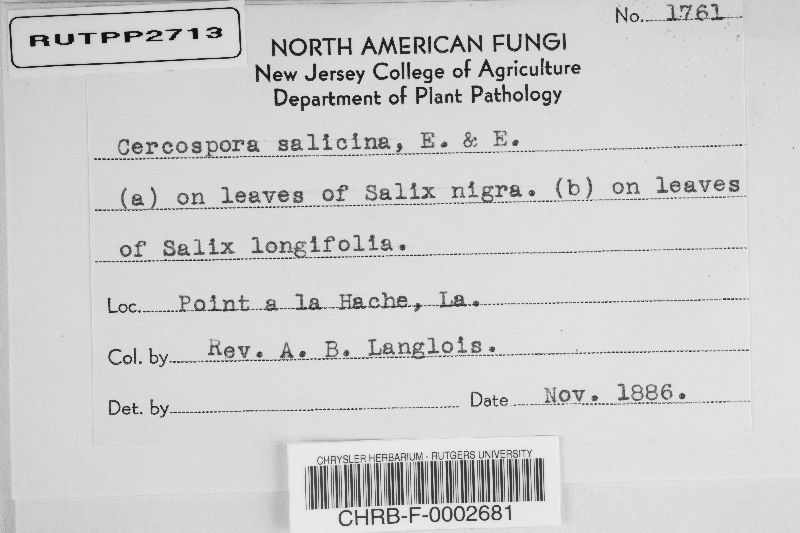 RUTPP2713
No. 1761
NORTH AMERICAN FUNGI
New Jersey College of Agriculture
Department of Plant Pathology
Cercospora salicina, E. & E.
(a) on leaves of Salix nigra. (b) on leaves
of Salix longifolia.
Loc. Point a la Hache, La.
Col. by Rev. A. B. Langlois.
Det. by
Date Nov. 1886.
CHRYSLER HERBARIUM - RUTGERS UNIVERSITY
CHRB-F-0002681